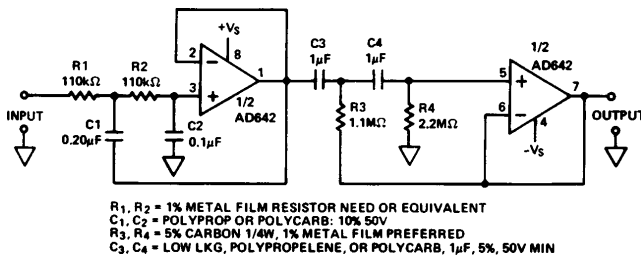 R1
110kΩ
R2
110kΩ
INPUT
C1
0.20μF
C2
0.1μF
+VS
2
8
1
3
1/2
AD642
C3
1μF
C4
1μF
R3
1.1MΩ
R4
2.2MΩ
1/2
AD642
5
7
6
4
-VS
OUTPUT
R1, R2 = 1% METAL FILM RESISTOR NEED OR EQUIVALENT
C1, C2 = POLYPROP OR POLYCARB: 10% 50V
R3, R4 = 5% CARBON 1/4W, 1% METAL FILM PREFERRED
C3, C4 = LOW LKG, POLYPROPELENE, OR POLYCARB, 1μF, 5%, 50V MIN